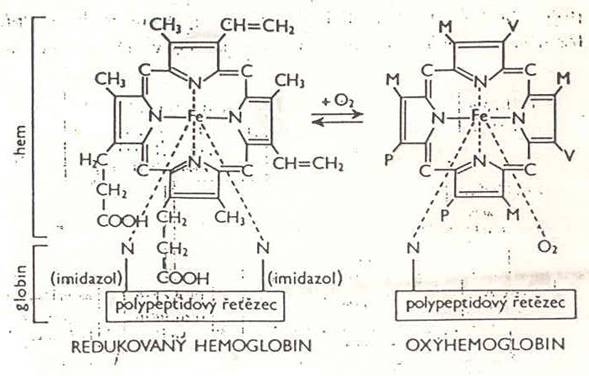 CH₃ CH=CH₂ M V
C C C C
CH₃ N CH₃ M N M
+ O₂
N Fe N N Fe N
N CH=CH₂ N V
H₂C C C P C C
CH₂ CH₃ P M
COOH CH₂
N CH₂ N N O₂
(imidazol) COOH (imidazol)
polypeptidový řetězec polypeptidový řetězec
REDUKOVANÝ HEMOGLOBIN OXYHEMOGLOBIN
hem
globin